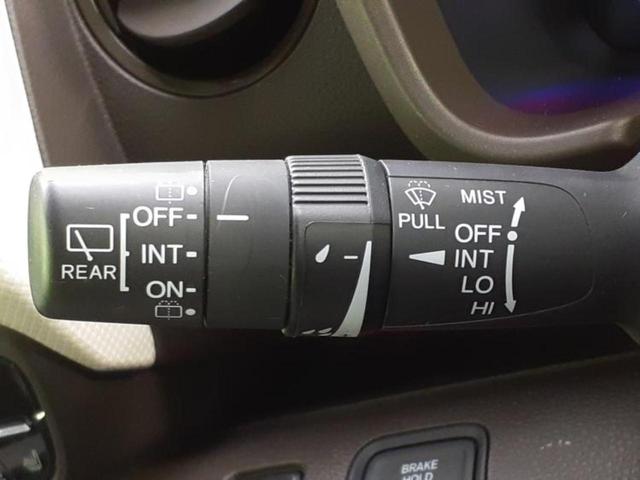 REAR
OFF
INT
ON
PULL
MIST
OFF
INT
LO
HI
BRAKE
HOLD